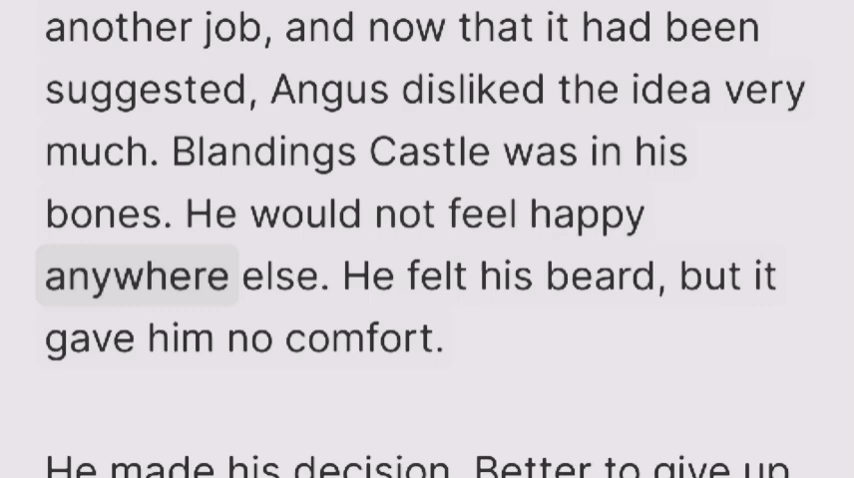 another job, and now that it had been
suggested, Angus disliked the idea very
much. Blandings Castle was in his
bones. He would not feel happy
anywhere else. He felt his beard, but it
gave him no comfort.
He made his decision. Better to give up